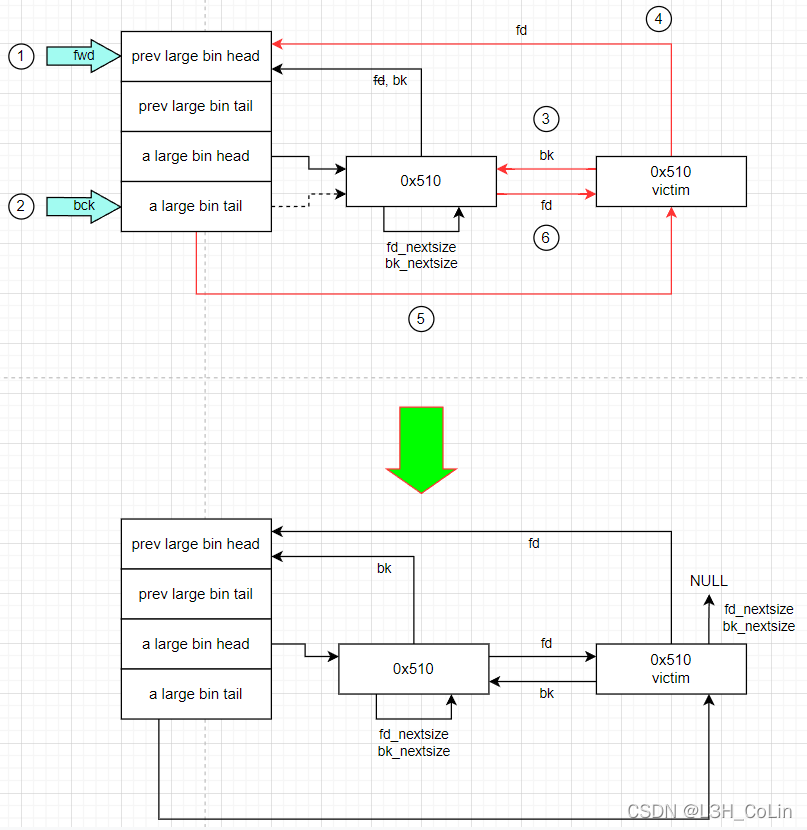 4
fd
1
fwd
prev large bin head
fd, bk
prev large bin tail
3
a large bin head
bk
0x510
0x510
victim
2
bck
a large bin tail
fd
6
fd_nextsize
bk_nextsize
5
prev large bin head
fd
bk
prev large bin tail
NULL
fd_nextsize
bk_nextsize
a large bin head
fd
0x510
0x510
victim
bk
a large bin tail
fd_nextsize
bk_nextsize
CSDN @L3H_CoLin